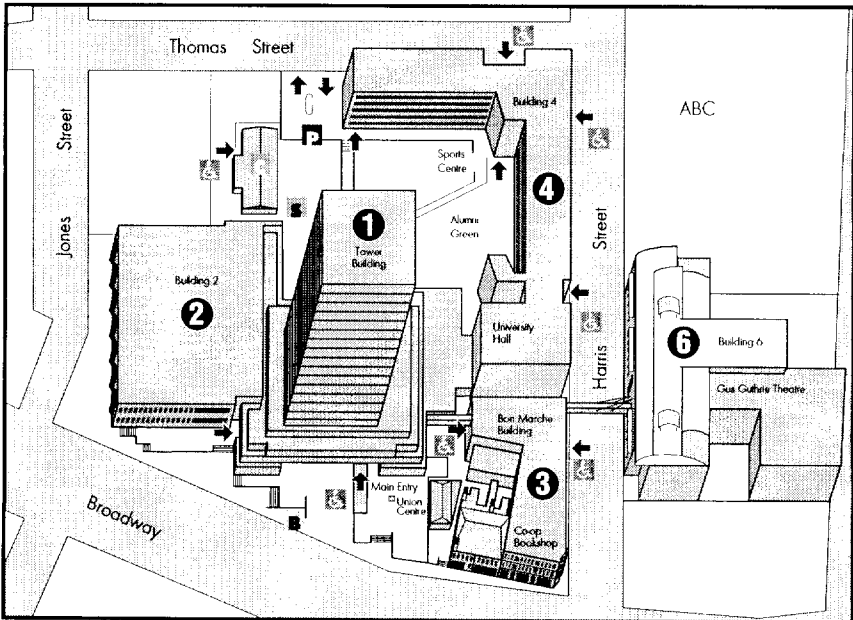 Thomas Street
Jones Street
Broadway
Harris Street
ABC
Building 4
4
P
Sports
Centre
Alumni
Green
S
1
Tower
Building
Building 2
2
University
Hall
6
Building 6
Gus Guthrie Theatre
Bon Marche
Building
3
Main Entry
Union
Centre
B
Co-op
Bookshop